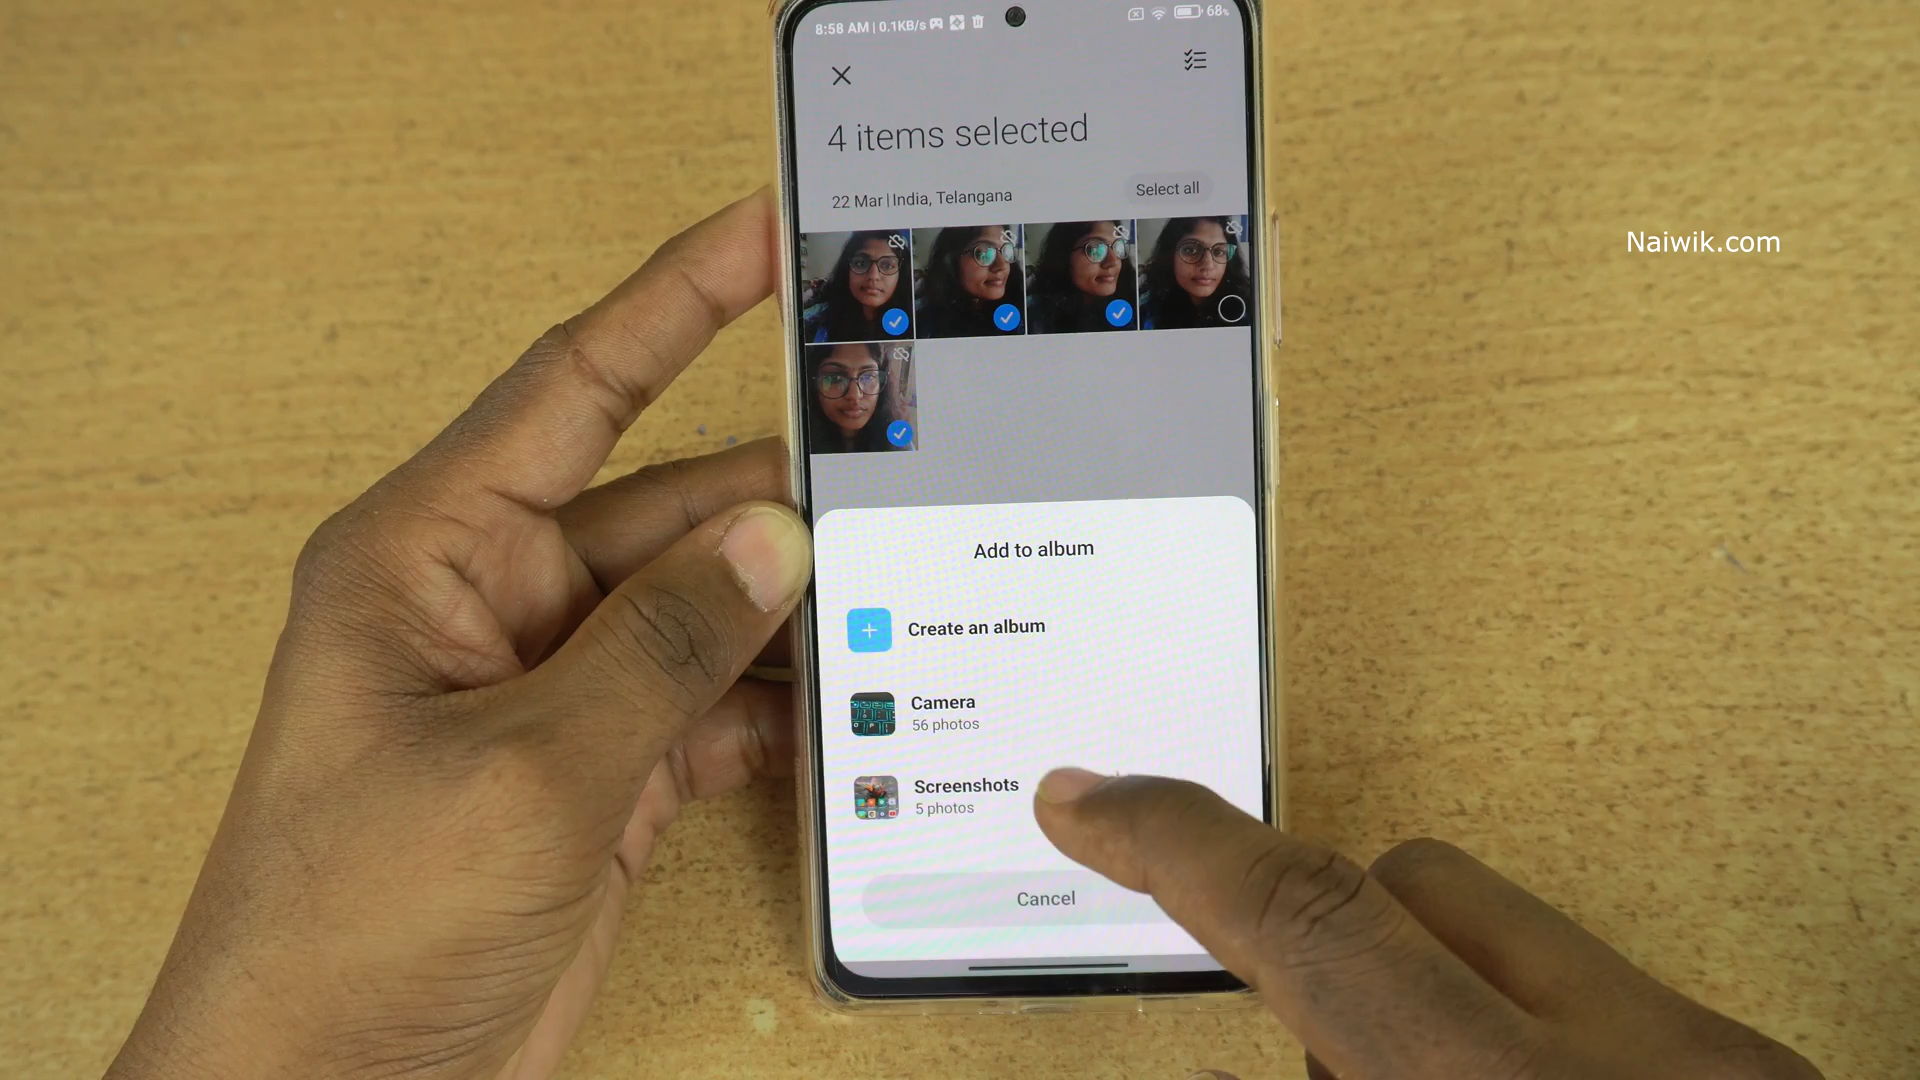 8:58 AM | 0.1KB/s
68%
4 items selected
22 Mar | India, Telangana
Select all
Naiwik.com
Add to album
Create an album
Camera
56 photos
Screenshots
5 photos
Cancel